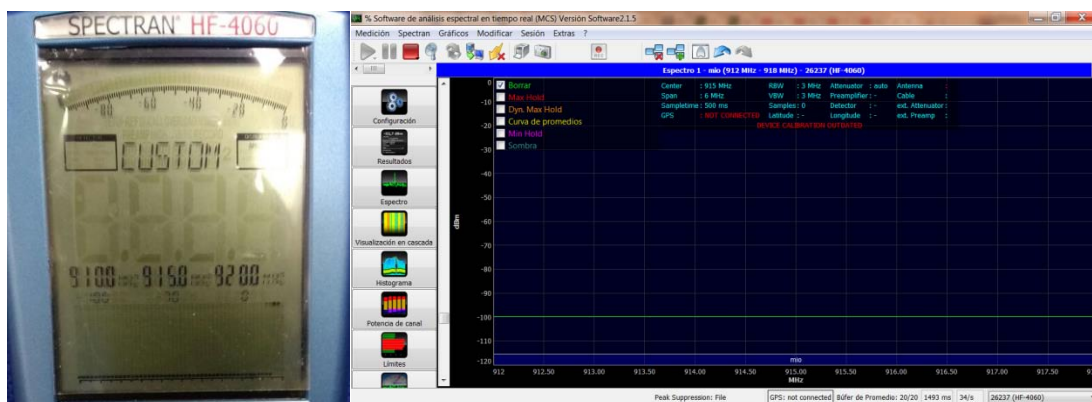 SPECTRAN HF-4060
-80 -60 -40 -20
CUSTOM
910.0 915.0 920.0
% Software de análisis espectral en tiempo real (MCS) Versión Software2.1.5
Medición Spectran Gráficos Modificar Sesión Extras ?
Configuración
Resultados
Espectro
Visualización en cascada
Histograma
Potencia de canal
Límites
Espectro 1 - mio (912 MHz - 918 MHz) - 26237 (HF-4060)
Borrar
Max Hold
Dyn. Max Hold
Curva de promedios
Min Hold
Sombra
Center : 915 MHz RBW : 3 MHz Attenuator : auto Antenna :
Span : 6 MHz VBW : 3 MHz Preamplifier : - Cable :
Sampletime : 500 ms Samples : 0 Detector : - ext. Attenuator :
GPS : NOT CONNECTED Latitude : - Longitude : - ext. Preamp :
DEVICE CALIBRATION OUTDATED
0
-10
-20
-30
-40
-50
-60
-70
-80
-90
-100
-110
-120
dBm
mio
912 912.50 913.00 913.50 914.00 914.50 915.00 915.50 916.00 916.50 917.00 917.50
MHz
Peak Suppression: File GPS: not connected Búfer de Promedio: 20/20 1493 ms 34/s 26237 (HF-4060)